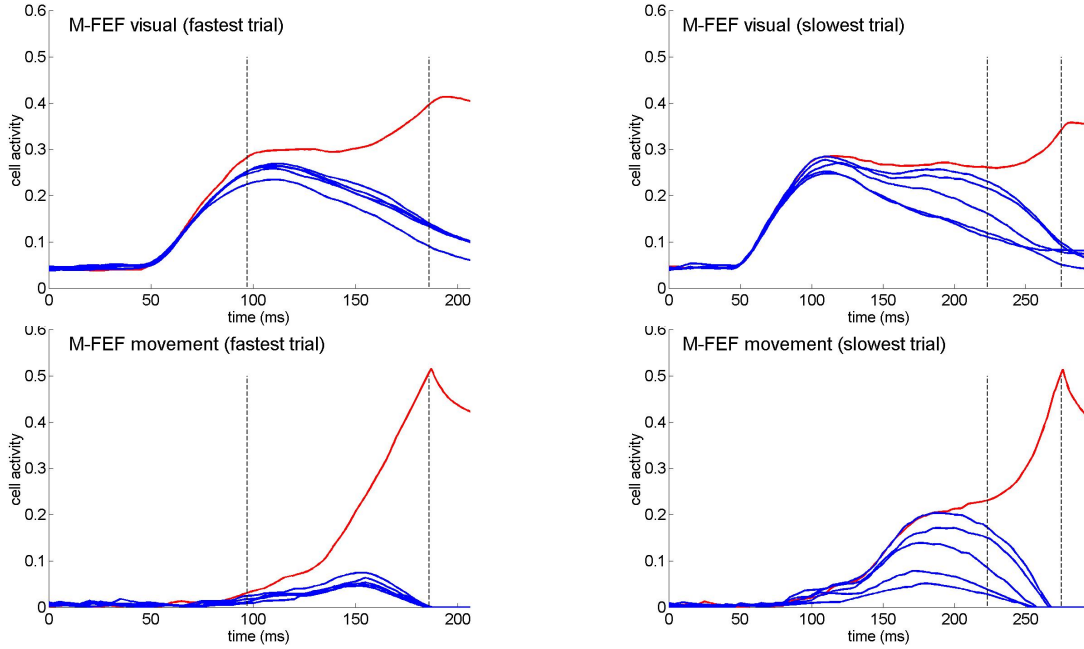 M-FEF visual (fastest trial)
0.6
0.5
0.4
0.3
0.2
0.1
0
cell activity
0 50 100 150 200
time (ms)
M-FEF visual (slowest trial)
0.6
0.5
0.4
0.3
0.2
0.1
0
cell activity
0 50 100 150 200 250
time (ms)
M-FEF movement (fastest trial)
0.6
0.5
0.4
0.3
0.2
0.1
0
cell activity
0 50 100 150 200
time (ms)
M-FEF movement (slowest trial)
0.6
0.5
0.4
0.3
0.2
0.1
0
cell activity
0 50 100 150 200 250
time (ms)